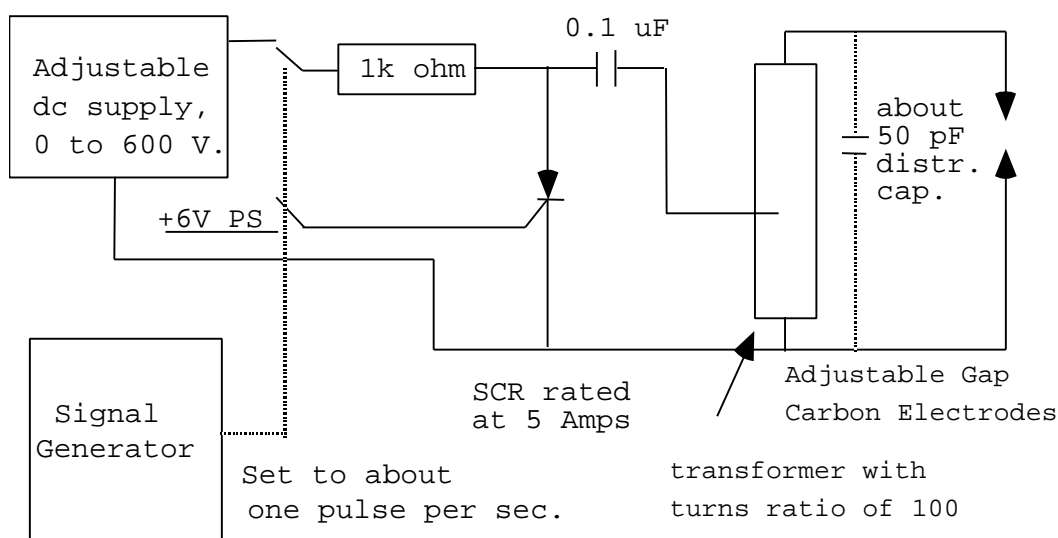 Adjustable
dc supply,
0 to 600 V.
1k ohm
0.1 uF
about
50 pF
distr.
cap.
+6V PS
SCR rated
at 5 Amps
Adjustable Gap
Carbon Electrodes
Signal
Generator
Set to about
one pulse per sec.
transformer with
turns ratio of 100